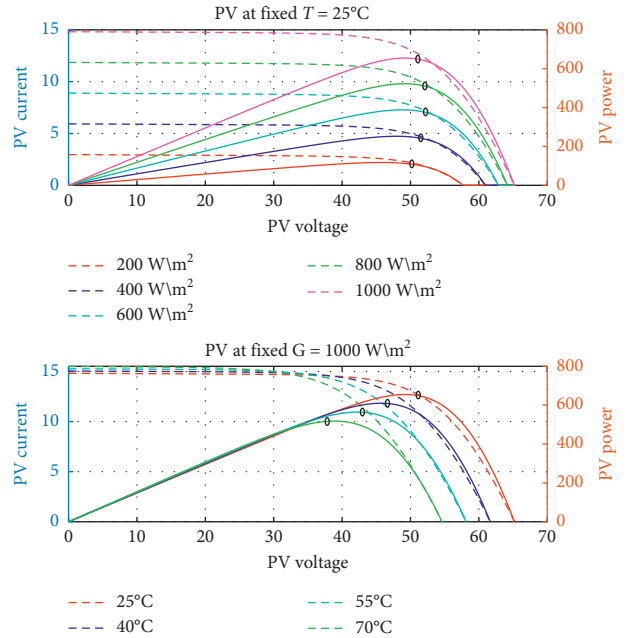 PV at fixed T = 25°C
15
10
5
0
PV current
800
600
400
200
0
PV power
0 10 20 30 40 50 60 70
PV voltage
200 W\m²
400 W\m²
600 W\m²
800 W\m²
1000 W\m²
PV at fixed G = 1000 W\m²
15
10
5
0
PV current
800
600
400
200
0
PV power
0 10 20 30 40 50 60 70
PV voltage
25°C
40°C
55°C
70°C